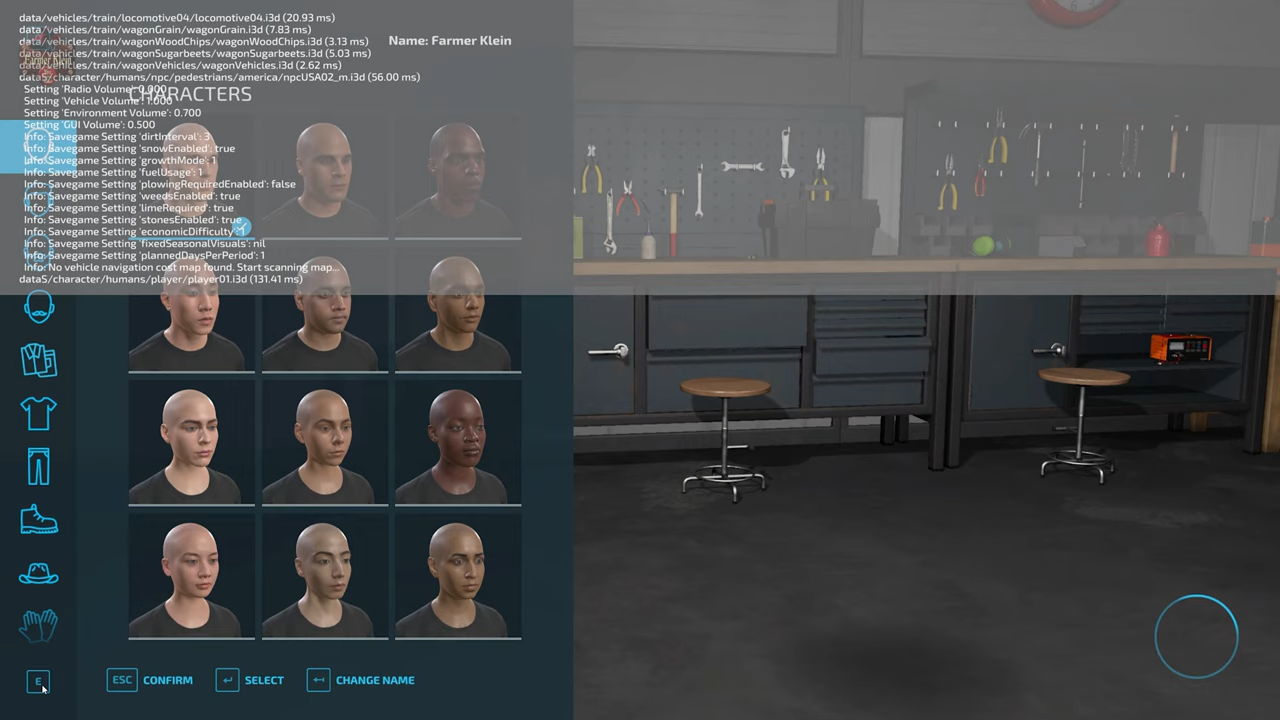 data/vehicles/train/locomotive04/locomotive04.i3d (20.93 ms)
data/vehicles/train/wagonGrain/wagonGrain.i3d (7.83 ms)
data/vehicles/train/wagonWoodChips/wagonWoodChips.i3d (3.13 ms)
Name: Farmer Klein
data/vehicles/train/wagonSugarbeets/wagonSugarbeets.i3d (5.03 ms)
Farmer Klein
data/vehicles/train/wagonVehicles/wagonVehicles.i3d (2.62 ms)
dataS/character/humans/npc/pedestrians/america/npcUSA02_m.i3d (56.00 ms)
Setting 'Radio Volume': 0.000
CHARACTERS
Setting 'Vehicle Volume': 1.000
Setting 'Environment Volume': 0.700
Setting 'GUI Volume': 0.500
Info: Savegame Setting 'dirtInterval': 3
Info: Savegame Setting 'snowEnabled': true
Info: Savegame Setting 'growthMode': 1
Info: Savegame Setting 'fuelUsage': 1
Info: Savegame Setting 'plowingRequiredEnabled': false
Info: Savegame Setting 'weedsEnabled': true
Info: Savegame Setting 'limeRequired': true
Info: Savegame Setting 'stonesEnabled': true
Info: Savegame Setting 'economicDifficulty': 1
Info: Savegame Setting 'fixedSeasonalVisuals': nil
Info: Savegame Setting 'plannedDaysPerPeriod': 1
Info: No vehicle navigation cost map found. Start scanning map...
dataS/character/humans/player/player01.i3d (131.41 ms)
E
ESC CONFIRM
SELECT
CHANGE NAME